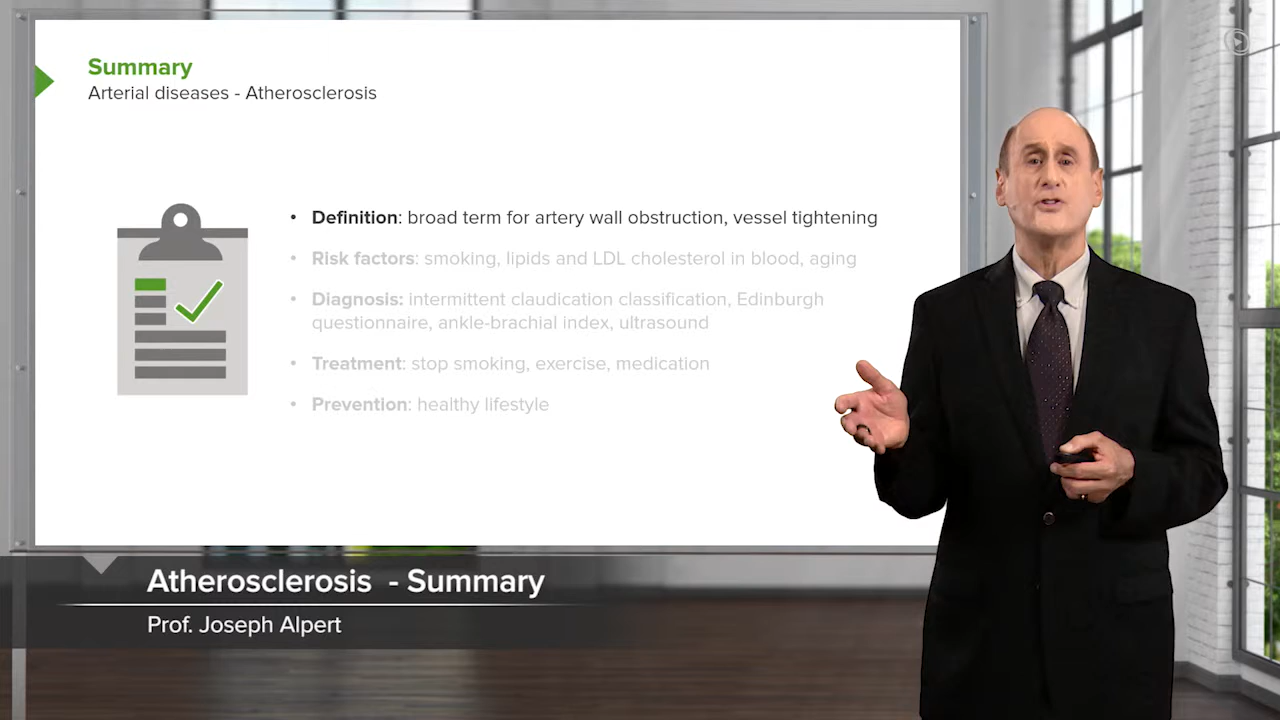 Summary
Arterial diseases - Atherosclerosis
• Definition: broad term for artery wall obstruction, vessel tightening
• Risk factors: smoking, lipids and LDL cholesterol in blood, aging
• Diagnosis: intermittent claudication classification, Edinburgh
questionnaire, ankle-brachial index, ultrasound
• Treatment: stop smoking, exercise, medication
• Prevention: healthy lifestyle
Atherosclerosis - Summary
Prof. Joseph Alpert